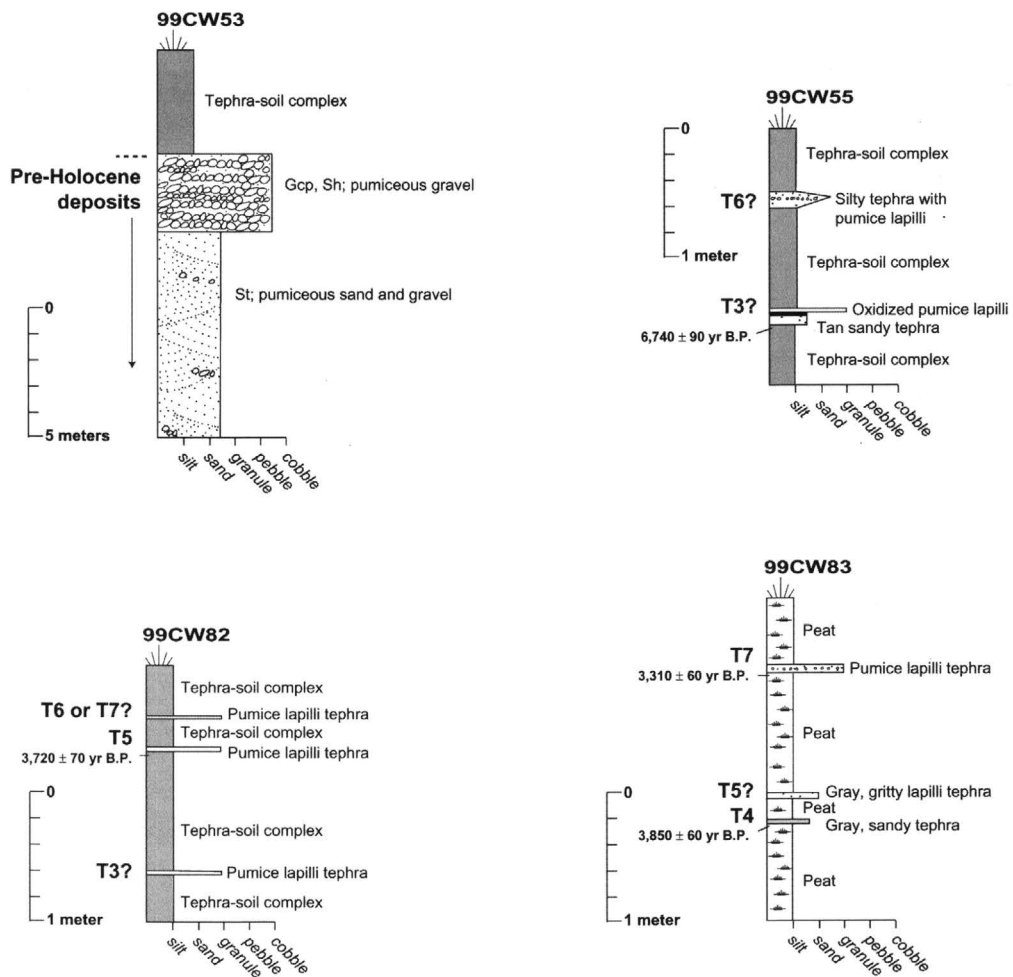 99CW53
Tephra-soil complex
Pre-Holocene
deposits
Gcp, Sh; pumiceous gravel
St; pumiceous sand and gravel
0
5 meters
silt
sand
granule
pebble
cobble
99CW55
0
1 meter
Tephra-soil complex
T6?
Silty tephra with
pumice lapilli
Tephra-soil complex
T3?
Oxidized pumice lapilli
Tan sandy tephra
6,740 ± 90 yr B.P.
Tephra-soil complex
silt
sand
granule
pebble
cobble
99CW82
Tephra-soil complex
T6 or T7?
Pumice lapilli tephra
Tephra-soil complex
T5
Pumice lapilli tephra
3,720 ± 70 yr B.P.
0
Tephra-soil complex
T3?
Pumice lapilli tephra
Tephra-soil complex
1 meter
silt
sand
granule
pebble
cobble
99CW83
Peat
T7
Pumice lapilli tephra
3,310 ± 60 yr B.P.
Peat
0
T5?
Gray, gritty lapilli tephra
Peat
T4
Gray, sandy tephra
3,850 ± 60 yr B.P.
Peat
1 meter
silt
sand
granule
pebble
cobble